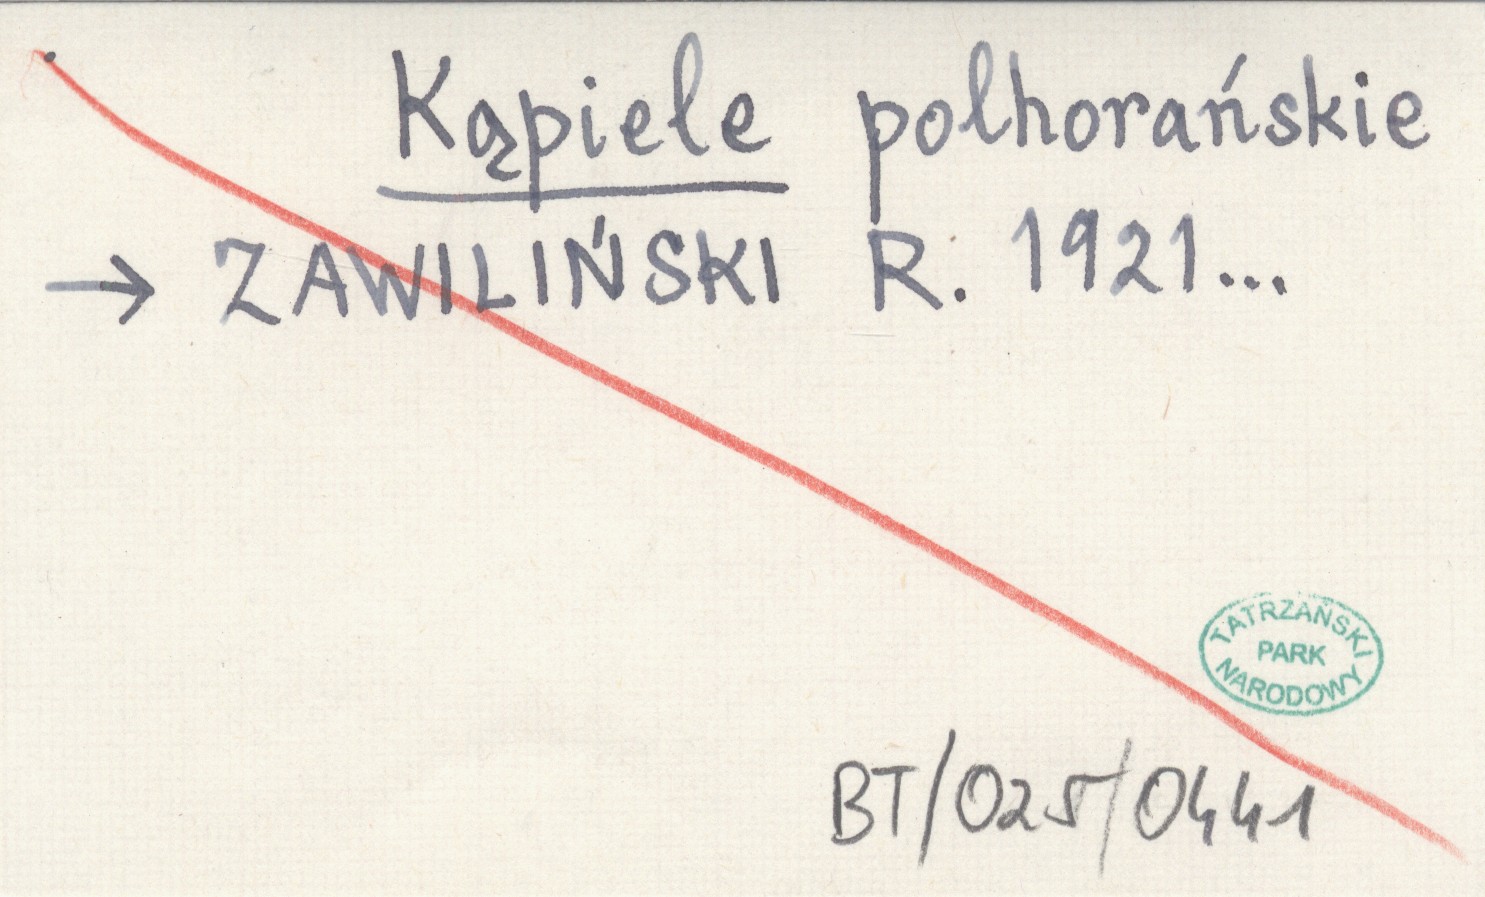 Kąpiele polhorańskie
→ ZAWILIŃSKI R. 1921...
TATRZAŃSKI
PARK
NARODOWY
BT/025/0441